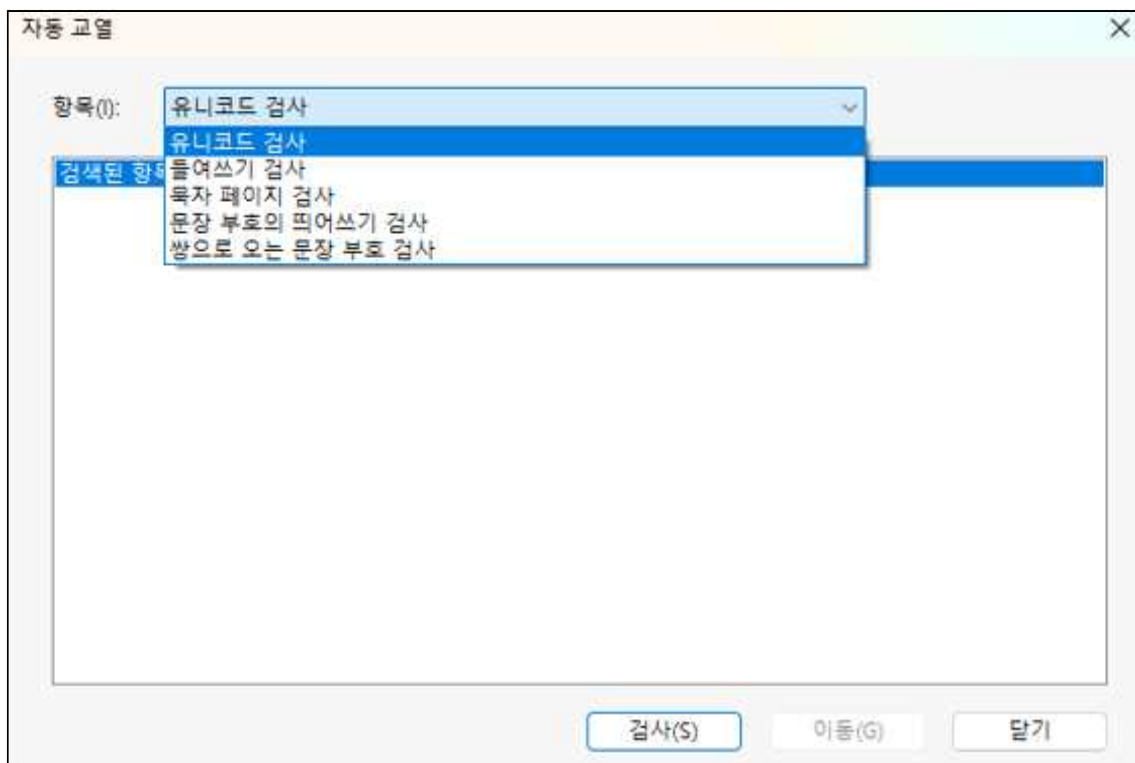 자동 교열
항목(I): 유니코드 검사
유니코드 검사
들여쓰기 검사
묵자 페이지 검사
문장 부호의 띄어쓰기 검사
쌍으로 오는 문장 부호 검사
검색된
검사(S) 이동(G) 닫기